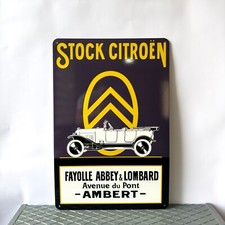 STOCK CITROËN
FAYOLLE ABBEY & LOMBARD
Avenue du Pont
-AMBERT-